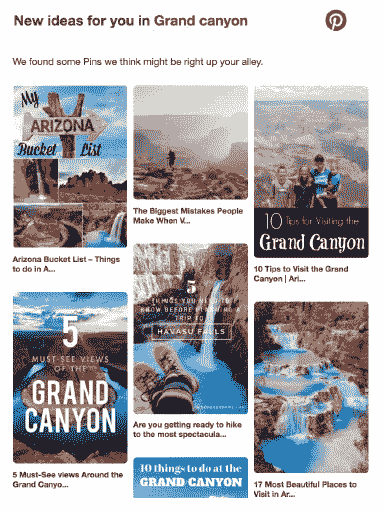 New ideas for you in Grand canyon
We found some Pins we think might be right up your alley.
My
ARIZONA
Bucket List
Arizona Bucket List – Things
to do in A...
5
MUST-SEE VIEWS
OF THE
GRAND
CANYON
5 Must-See views Around the
Grand Canyo...
The Biggest Mistakes People
Make When V...
5
THINGS YOU NEED TO
KNOW BEFORE PLANNING A
TRIP TO
HAVASU FALLS
Are you getting ready to hike
to the most spectacula...
10 things to do at the
GRAND CANYON
10 Tips for Visiting the
Grand Canyon
10 Tips to Visit the Grand
Canyon | Ari...
17 Most Beautiful Places to
Visit in Ar...